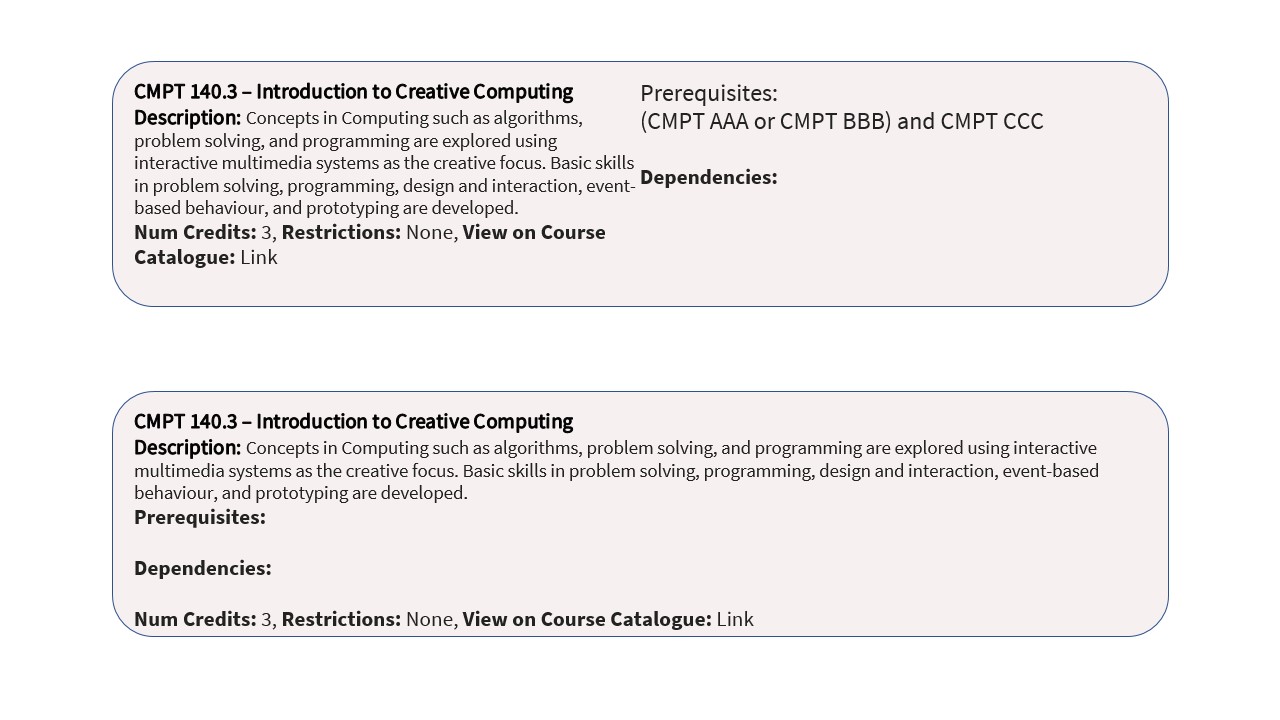 CMPT 140.3 – Introduction to Creative Computing
Description: Concepts in Computing such as algorithms,
problem solving, and programming are explored using
interactive multimedia systems as the creative focus. Basic skills
in problem solving, programming, design and interaction, event-
based behaviour, and prototyping are developed.
Num Credits: 3, Restrictions: None, View on Course
Catalogue: Link
Prerequisites:
(CMPT AAA or CMPT BBB) and CMPT CCC
Dependencies:
CMPT 140.3 – Introduction to Creative Computing
Description: Concepts in Computing such as algorithms, problem solving, and programming are explored using interactive
multimedia systems as the creative focus. Basic skills in problem solving, programming, design and interaction, event-based
behaviour, and prototyping are developed.
Prerequisites:
Dependencies:
Num Credits: 3, Restrictions: None, View on Course Catalogue: Link